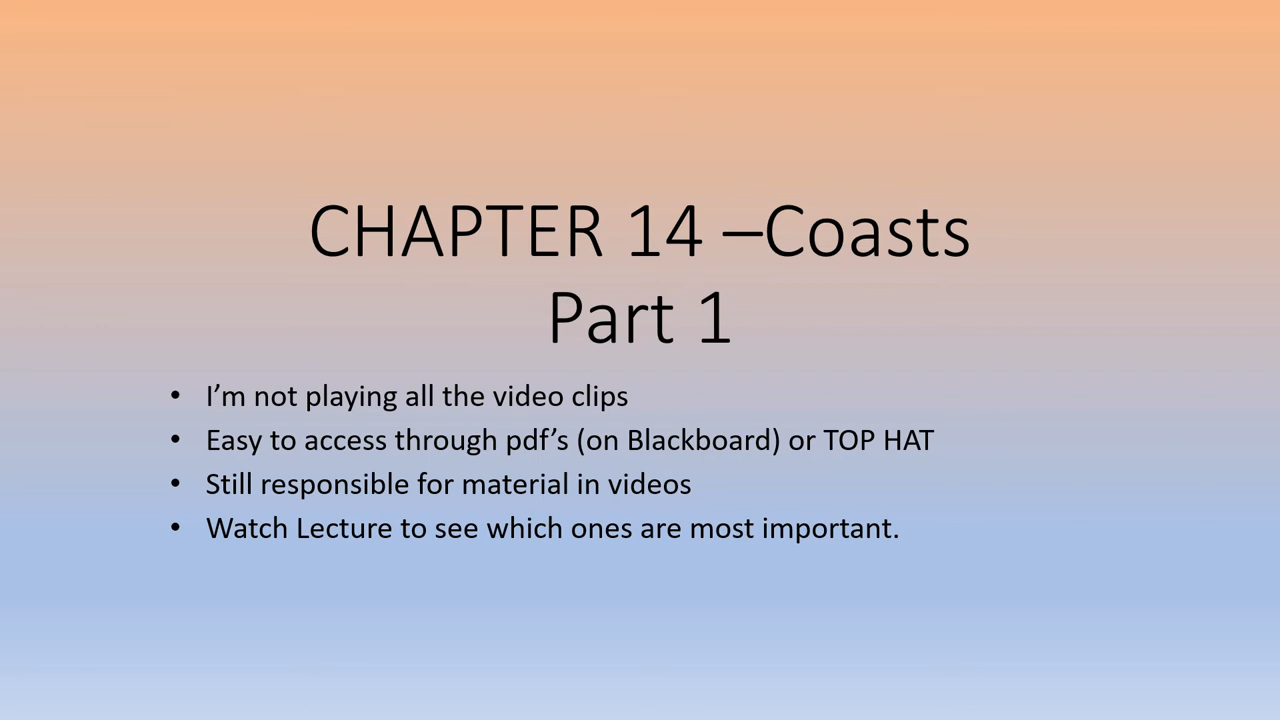 CHAPTER 14 –Coasts
Part 1
• I’m not playing all the video clips
• Easy to access through pdf’s (on Blackboard) or TOP HAT
• Still responsible for material in videos
• Watch Lecture to see which ones are most important.